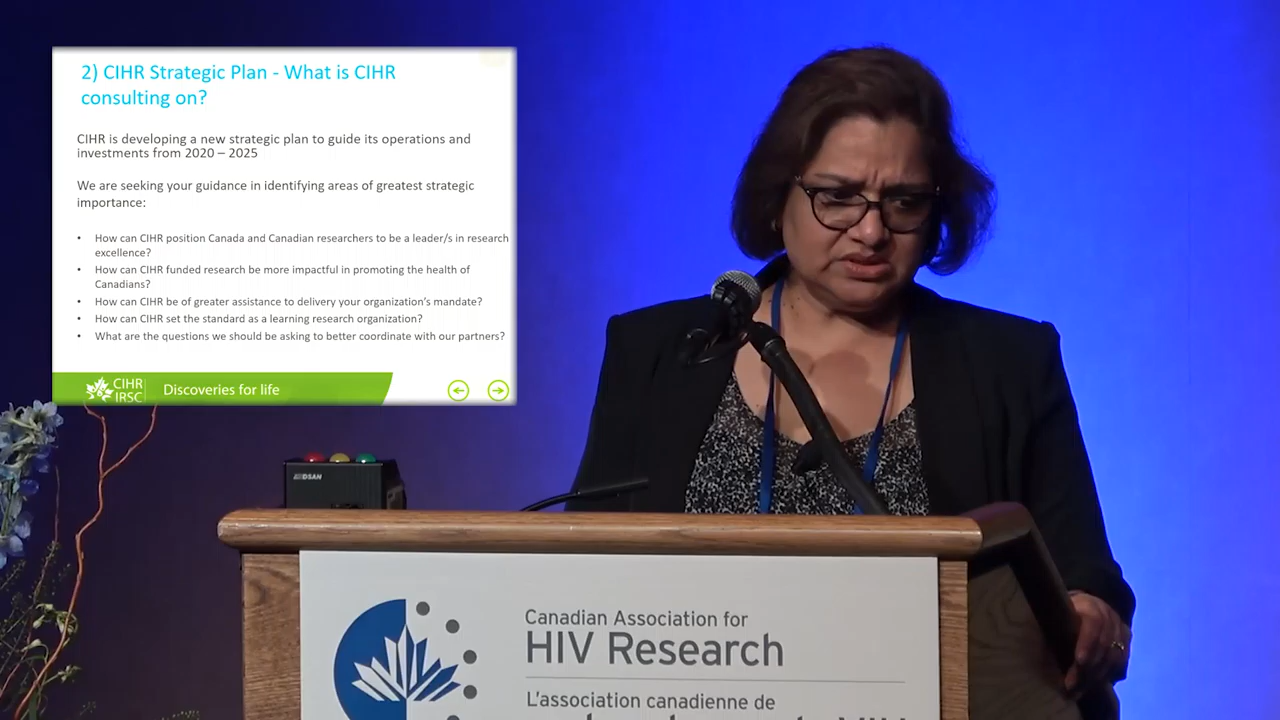 2) CIHR Strategic Plan - What is CIHR
consulting on?
CIHR is developing a new strategic plan to guide its operations and
investments from 2020 – 2025
We are seeking your guidance in identifying areas of greatest strategic
importance:
• How can CIHR position Canada and Canadian researchers to be a leader/s in research
excellence?
• How can CIHR funded research be more impactful in promoting the health of
Canadians?
• How can CIHR be of greater assistance to delivery your organization's mandate?
• How can CIHR set the standard as a learning research organization?
• What are the questions we should be asking to better coordinate with our partners?
CIHR
IRSC
Discoveries for life
DSAN
Canadian Association for
HIV Research
L'association canadienne de